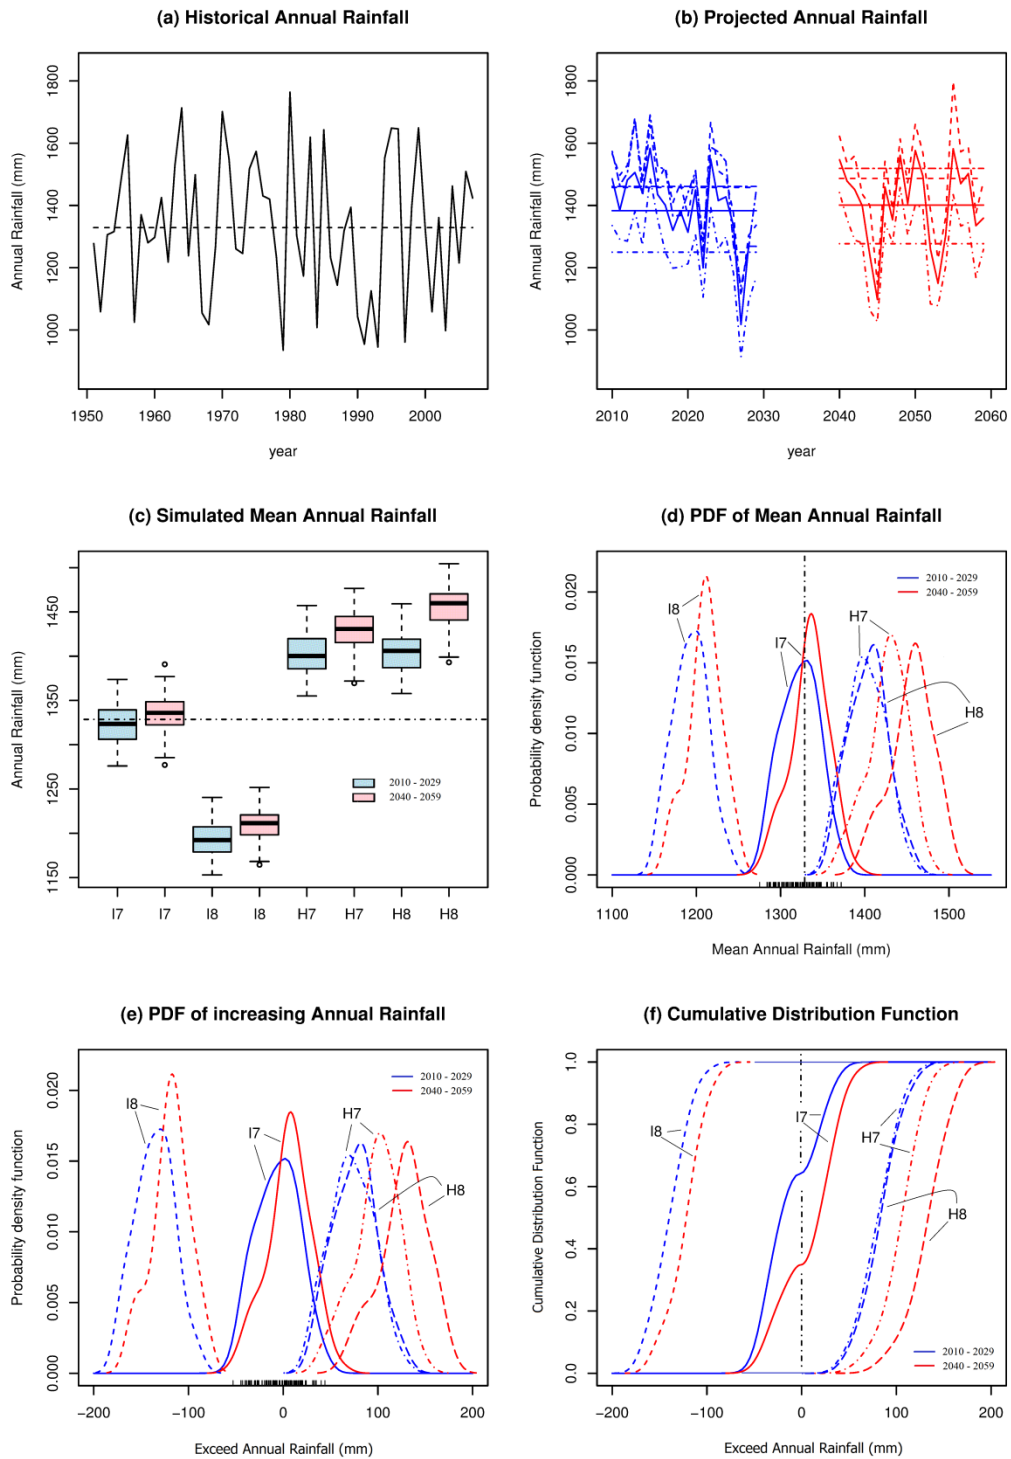 (a) Historical Annual Rainfall
Annual Rainfall (mm)
1000 1200 1400 1600 1800
1950 1960 1970 1980 1990 2000
year
(b) Projected Annual Rainfall
Annual Rainfall (mm)
1000 1200 1400 1600 1800
2010 2020 2030 2040 2050 2060
year
(c) Simulated Mean Annual Rainfall
Annual Rainfall (mm)
1150 1250 1350 1450
2010 - 2029
2040 - 2059
I7 I7 I8 I8 H7 H7 H8 H8
(d) PDF of Mean Annual Rainfall
Probability density function
0.000 0.005 0.010 0.015 0.020
2010 - 2029
2040 - 2059
I8
I7
H7
H8
1100 1200 1300 1400 1500
Mean Annual Rainfall (mm)
(e) PDF of increasing Annual Rainfall
Probability density function
0.000 0.005 0.010 0.015 0.020
2010 - 2029
2040 - 2059
I8
I7
H7
H8
−200 −100 0 100 200
Exceed Annual Rainfall (mm)
(f) Cumulative Distribution Function
Cumulative Distribution Function
0.0 0.2 0.4 0.6 0.8 1.0
I8
I7
H7
H8
2010 - 2029
2040 - 2059
−200 −100 0 100 200
Exceed Annual Rainfall (mm)